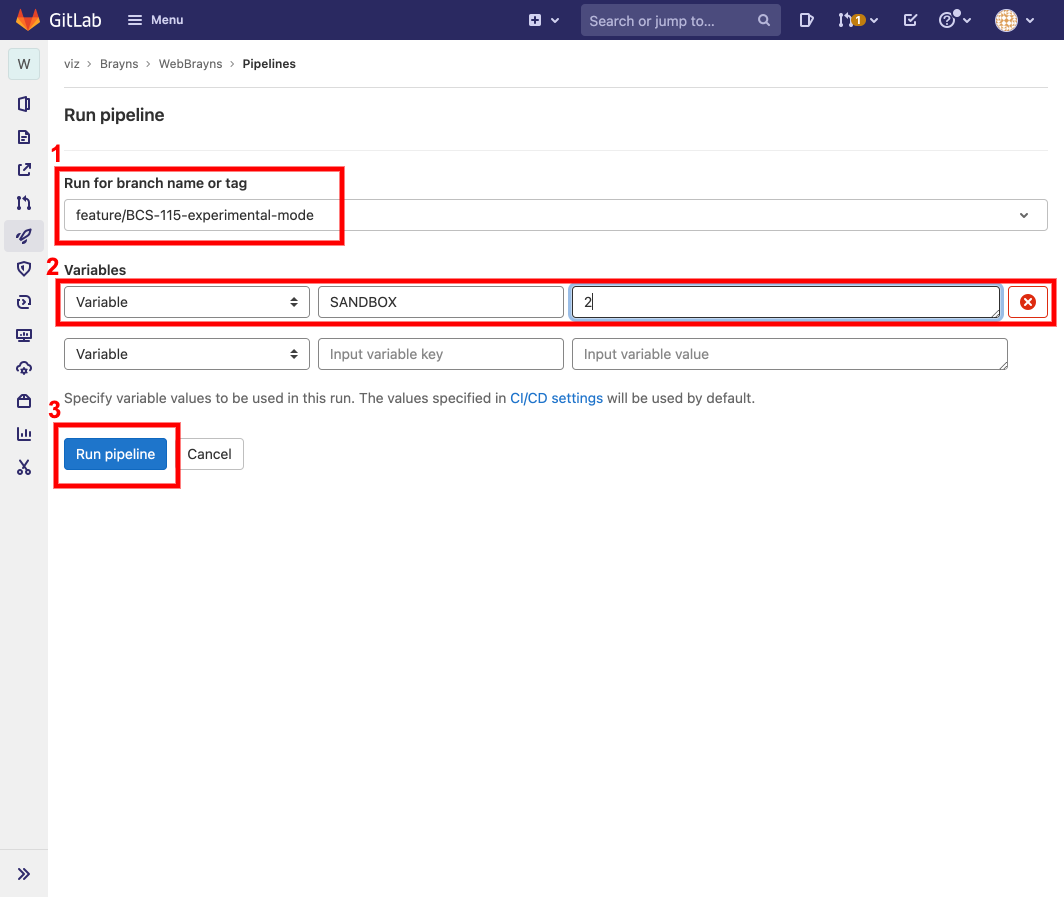 GitLab Menu Search or jump to... 1
W viz › Brayns › WebBrayns › Pipelines
Run pipeline
1
Run for branch name or tag
feature/BCS-115-experimental-mode
2 Variables
Variable SANDBOX 2
Variable Input variable key Input variable value
Specify variable values to be used in this run. The values specified in CI/CD settings will be used by default.
3
Run pipeline Cancel